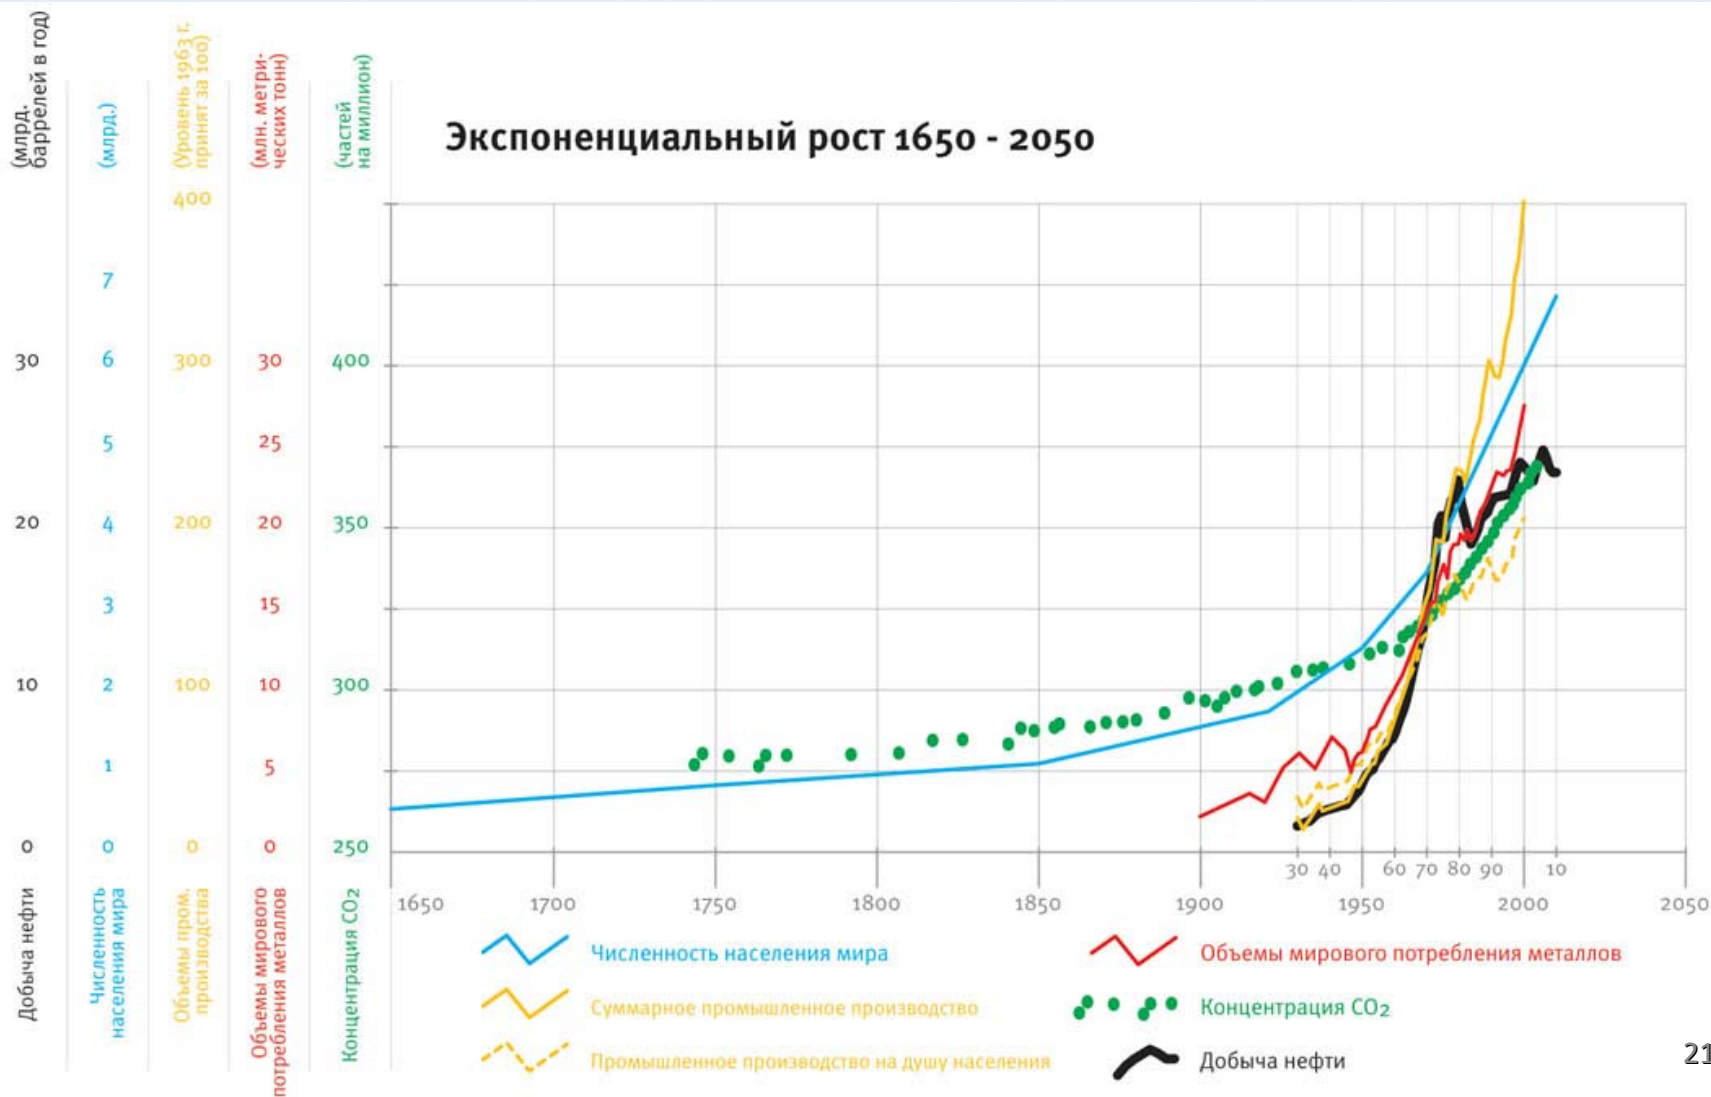 (млрд.
баррелей в год)
(млрд.)
(Уровень 1963 г.
принят за 100)
(млн. метри-
ческих тонн)
(частей
на миллион)
Экспоненциальный рост 1650 - 2050
400
7
30 6 300 30 400
5 25
20 4 200 20 350
3 15
10 2 100 10 300
1 5
0 0 0 0 250
30 40 60 70 80 90 10
1650 1700 1750 1800 1850 1900 1950 2000 2050
Добыча нефти
Численность
населения мира
Объемы пром.
производства
Объемы мирового
потребления металлов
Концентрация CO2
Численность населения мира
Суммарное промышленное производство
Промышленное производство на душу населения
Объемы мирового потребления металлов
Концентрация CO2
Добыча нефти
21